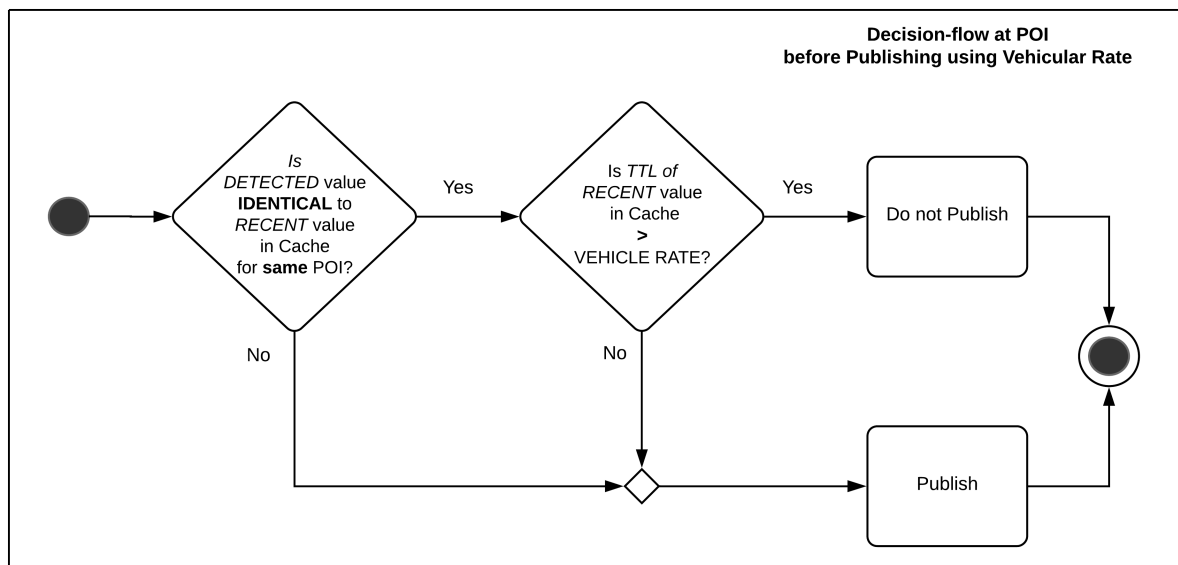 Decision-flow at POI
before Publishing using Vehicular Rate
Is
DETECTED value
IDENTICAL to
RECENT value
in Cache
for same POI?
Yes
Is TTL of
RECENT value
in Cache
>
VEHICLE RATE?
Yes
Do not Publish
No
No
Publish